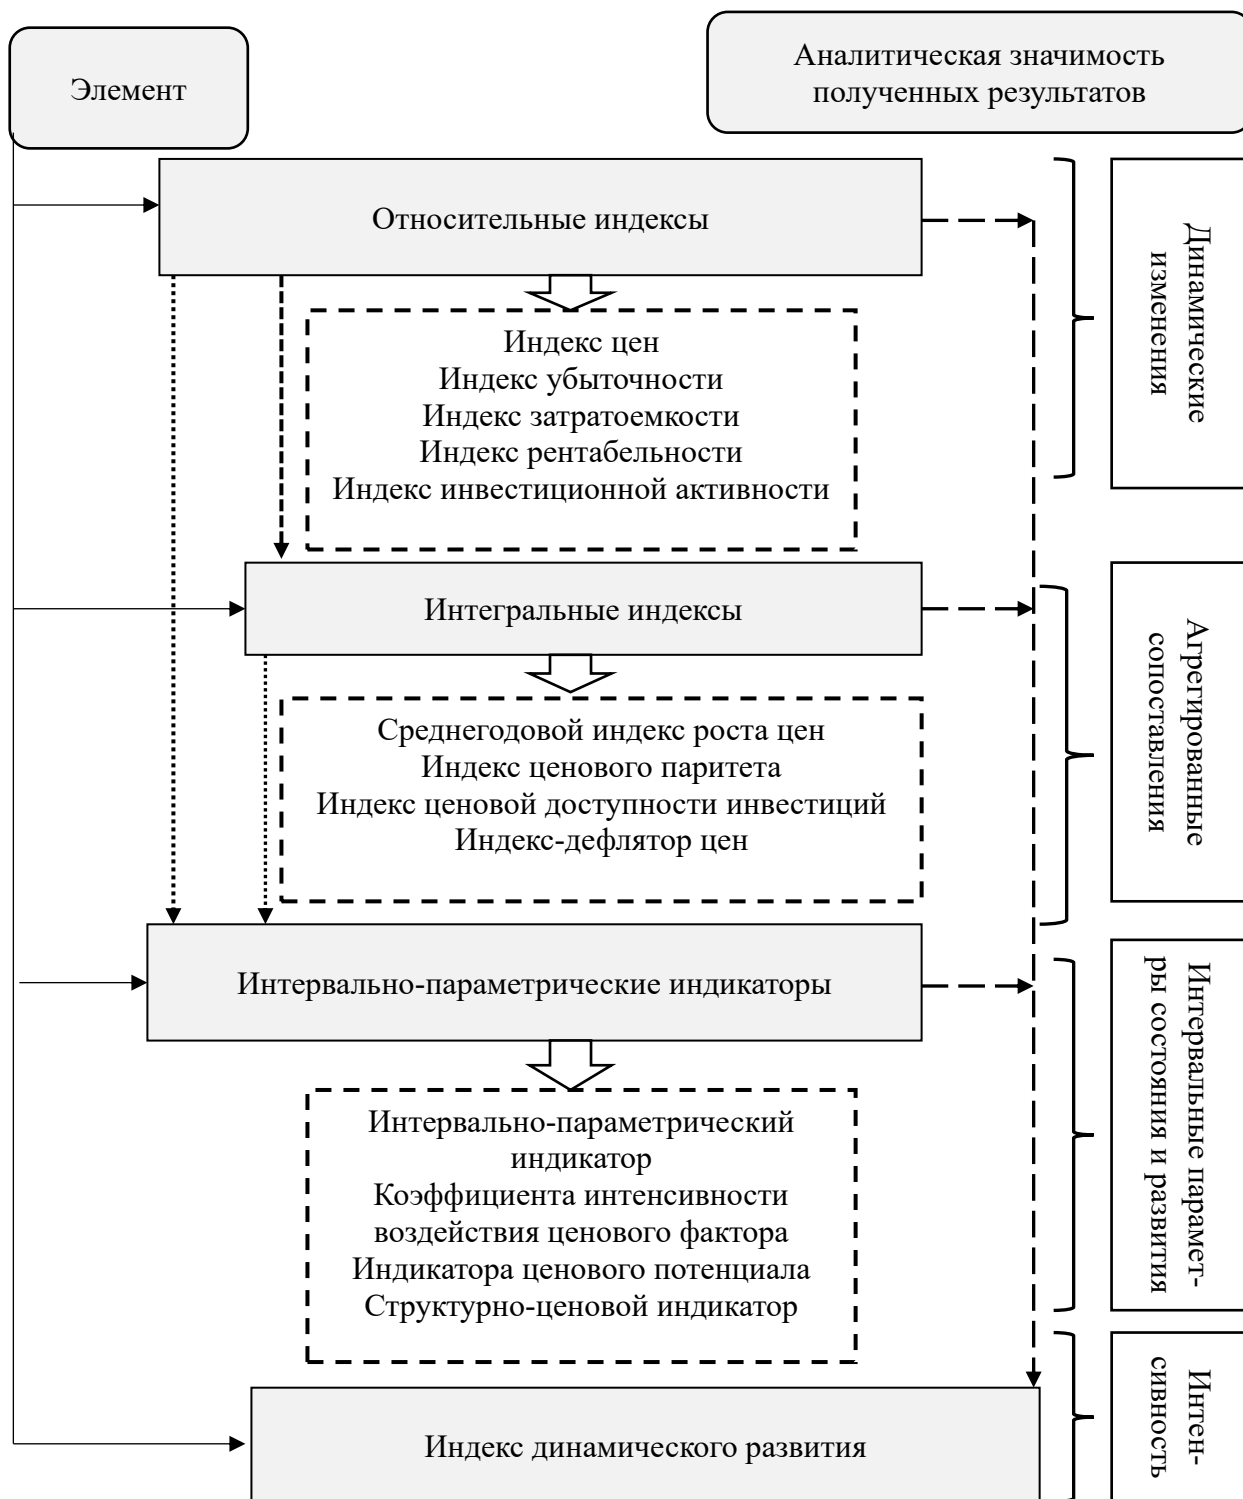 Элемент
Аналитическая значимость
полученных результатов
Относительные индексы
Динамические
изменения
Индекс цен
Индекс убыточности
Индекс затратоемкости
Индекс рентабельности
Индекс инвестиционной активности
Интегральные индексы
Агрегированные
сопоставления
Среднегодовой индекс роста цен
Индекс ценового паритета
Индекс ценовой доступности инвестиций
Индекс-дефлятор цен
Интервально-параметрические индикаторы
Интервальные парамет-
ры состояния и развития
Интервально-параметрический
индикатор
Коэффициента интенсивности
воздействия ценового фактора
Индикатора ценового потенциала
Структурно-ценовой индикатор
Индекс динамического развития
Интен-
сивность